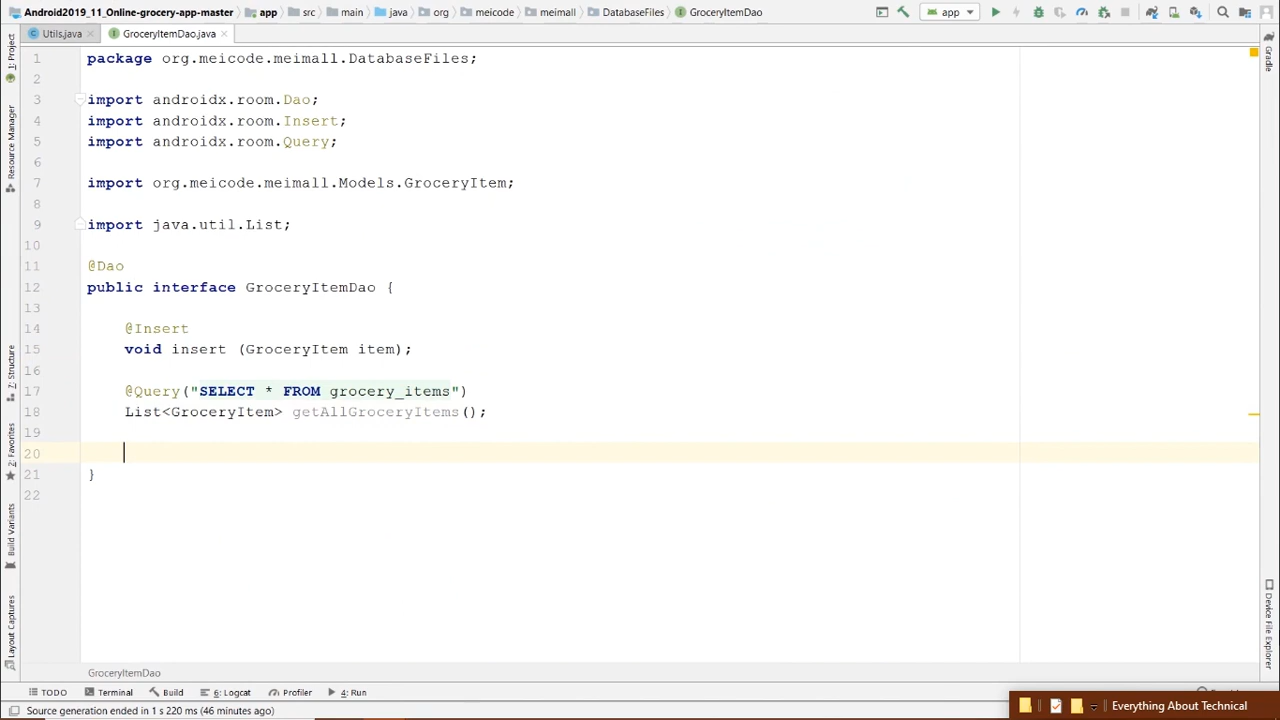 Android2019_11_Online-grocery-app-master app src main java org meicode meimall DatabaseFiles GroceryItemDao app
Utils.java GroceryItemDao.java
1: Project
Resource Manager
7: Structure
2: Favorites
Build Variants
Layout Captures
1 package org.meicode.meimall.DatabaseFiles;
2
3 import androidx.room.Dao;
4 import androidx.room.Insert;
5 import androidx.room.Query;
6
7 import org.meicode.meimall.Models.GroceryItem;
8
9 import java.util.List;
10
11 @Dao
12 public interface GroceryItemDao {
13
14 @Insert
15 void insert (GroceryItem item);
16
17 @Query("SELECT * FROM grocery_items")
18 List<GroceryItem> getAllGroceryItems();
19
20
21 }
22
Gradle
Device File Explorer
GroceryItemDao
TODO Terminal Build 6: Logcat Profiler 4: Run
Source generation ended in 1 s 220 ms (46 minutes ago)
Everything About Technical